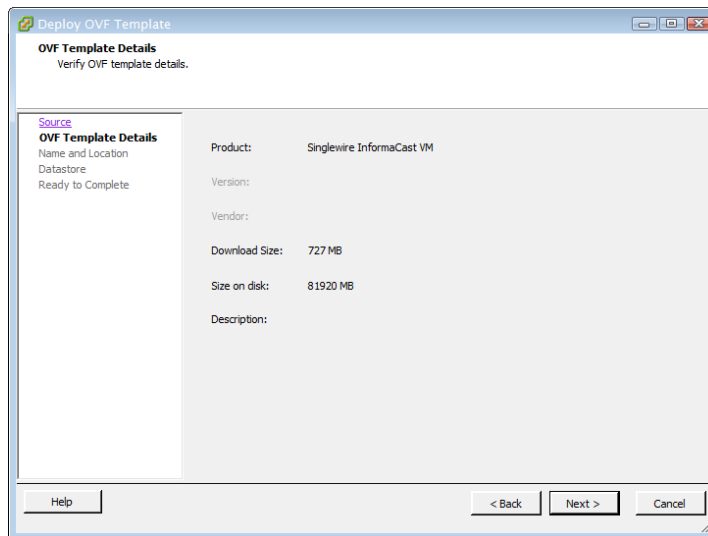 Deploy OVF Template
OVF Template Details
Verify OVF template details.
Source
OVF Template Details
Name and Location
Datastore
Ready to Complete
Product: Singlewire InformaCast VM
Version:
Vendor:
Download Size: 727 MB
Size on disk: 81920 MB
Description:
Help
< Back
Next >
Cancel